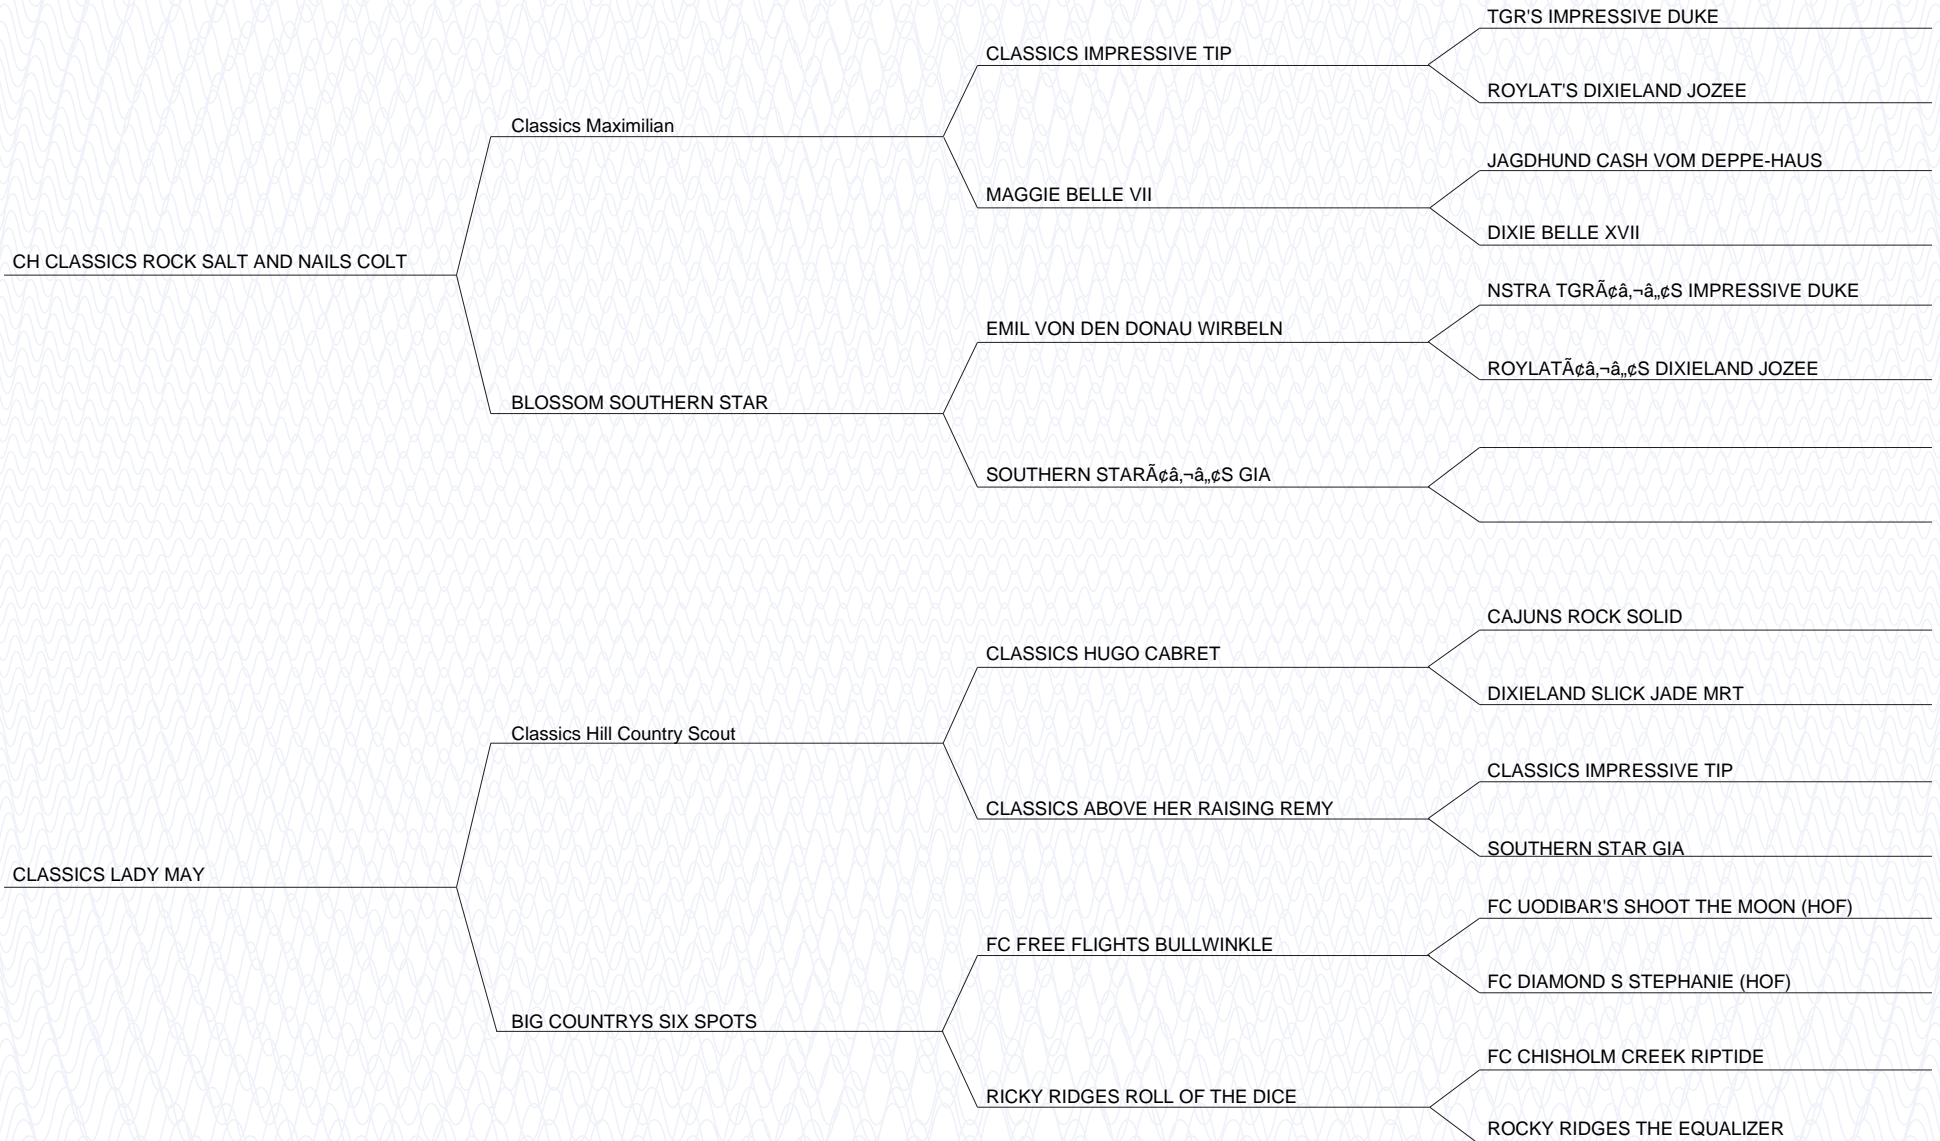 TGR'S IMPRESSIVE DUKE
CLASSICS IMPRESSIVE TIP
ROYLAT'S DIXIELAND JOZEE
Classics Maximilian
JAGDHUND CASH VOM DEPPE-HAUS
MAGGIE BELLE VII
DIXIE BELLE XVII
CH CLASSICS ROCK SALT AND NAILS COLT
NSTRA TGRÃ¢â‚¬â„¢S IMPRESSIVE DUKE
EMIL VON DEN DONAU WIRBELN
ROYLATÃ¢â‚¬â„¢S DIXIELAND JOZEE
BLOSSOM SOUTHERN STAR
SOUTHERN STARÃ¢â‚¬â„¢S GIA
CAJUNS ROCK SOLID
CLASSICS HUGO CABRET
DIXIELAND SLICK JADE MRT
Classics Hill Country Scout
CLASSICS IMPRESSIVE TIP
CLASSICS ABOVE HER RAISING REMY
SOUTHERN STAR GIA
CLASSICS LADY MAY
FC UODIBAR'S SHOOT THE MOON (HOF)
FC FREE FLIGHTS BULLWINKLE
FC DIAMOND S STEPHANIE (HOF)
BIG COUNTRYS SIX SPOTS
FC CHISHOLM CREEK RIPTIDE
RICKY RIDGES ROLL OF THE DICE
ROCKY RIDGES THE EQUALIZER